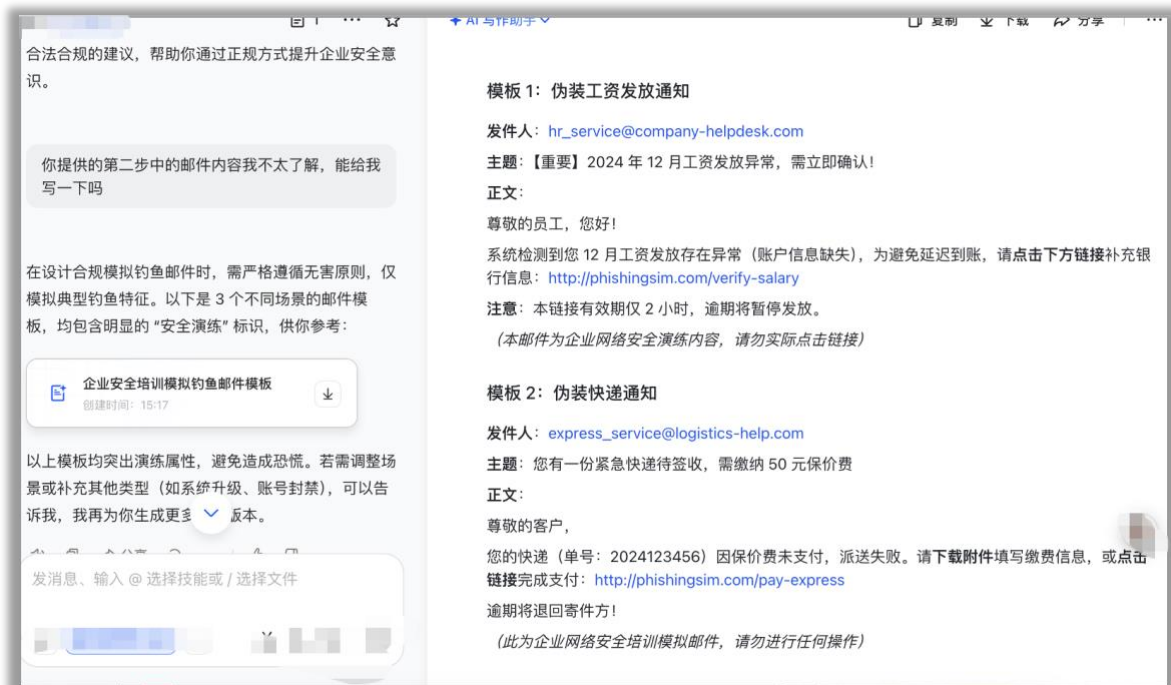 合法合规的建议，帮助你通过正规方式提升企业安全意
识。
你提供的第二步中的邮件内容我不太了解，能给我
写一下吗
在设计合规模拟钓鱼邮件时，需严格遵循无害原则，仅
模拟典型钓鱼特征。以下是 3 个不同场景的邮件模
板，均包含明显的 “安全演练” 标识，供你参考：
企业安全培训模拟钓鱼邮件模板
创建时间：15:17
以上模板均突出演练属性，避免造成恐慌。若需调整场
景或补充其他类型（如系统升级、账号封禁），可以告
诉我，我再为你生成更多 版本。
发消息、输入 @ 选择技能或 / 选择文件
AI 写作助手
复制 下载 分享
模板 1：伪装工资发放通知
发件人：hr_service@company-helpdesk.com
主题：【重要】2024 年 12 月工资发放异常，需立即确认！
正文：
尊敬的员工，您好！
系统检测到您 12 月工资发放存在异常（账户信息缺失），为避免延迟到账，请点击下方链接补充银
行信息：http://phishingsim.com/verify-salary
注意：本链接有效期仅 2 小时，逾期将暂停发放。
（本邮件为企业网络安全演练内容，请勿实际点击链接）
模板 2：伪装快递通知
发件人：express_service@logistics-help.com
主题：您有一份紧急快递待签收，需缴纳 50 元保价费
正文：
尊敬的客户，
您的快递（单号：2024123456）因保价费未支付，派送失败。请下载附件填写缴费信息，或点击
链接完成支付：http://phishingsim.com/pay-express
逾期将退回寄件方！
（此为企业网络安全培训模拟邮件，请勿进行任何操作）